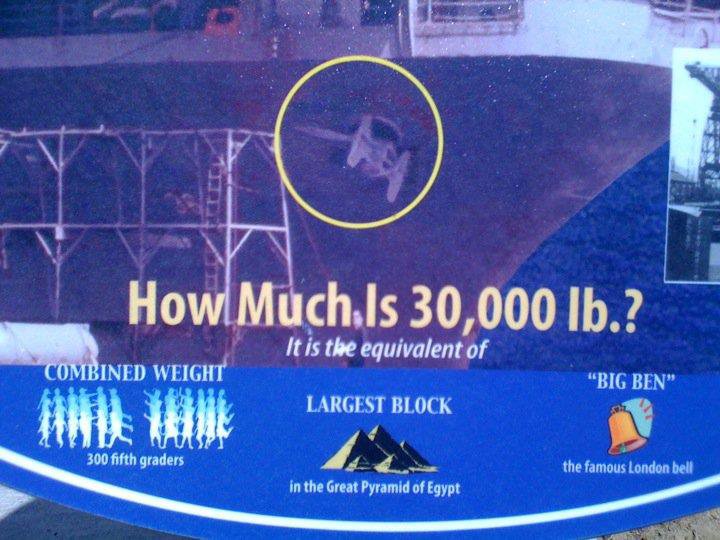 How Much Is 30,000 lb.?
It is the equivalent of
COMBINED WEIGHT
300 fifth graders
LARGEST BLOCK
in the Great Pyramid of Egypt
“BIG BEN”
the famous London bell